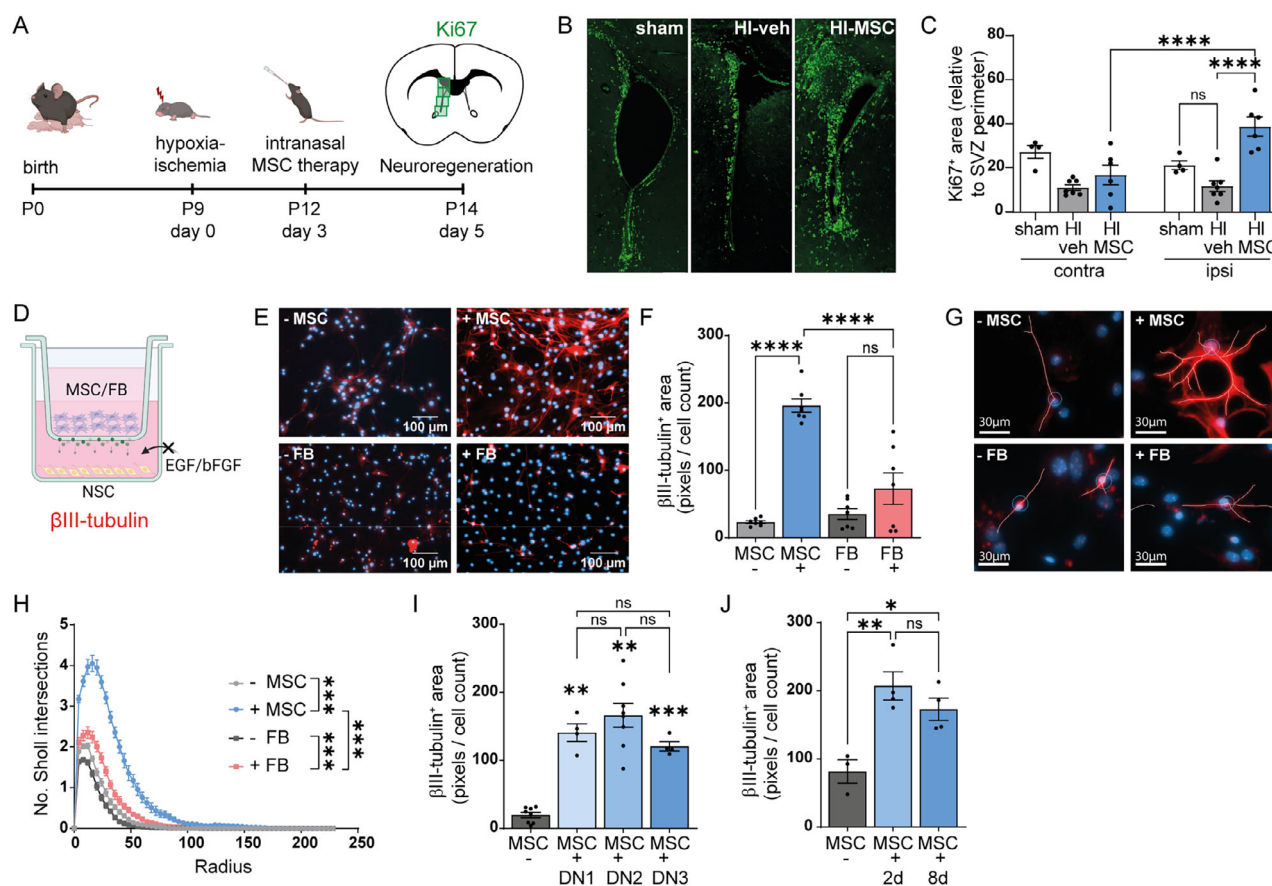 A
Ki67
birth
hypoxia-
ischemia
intranasal
MSC therapy
Neuroregeneration
P0
P9
P12
P14
day 0
day 3
day 5
B
sham
HI-veh
HI-MSC
C
Ki67⁺ area (relative
to SVZ perimeter)
80
60
40
20
0
ns
****
****
sham HI HI
veh MSC
contra
sham HI HI
veh MSC
ipsi
D
MSC/FB
EGF/bFGF
NSC
βIII-tubulin
E
- MSC
100 µm
+ MSC
100 µm
- FB
100 µm
+ FB
100 µm
F
βIII-tubulin⁺ area
(pixels / cell count)
300
200
100
0
****
****
ns
MSC MSC FB FB
- + - +
G
- MSC
30µm
+ MSC
30µm
- FB
30µm
+ FB
30µm
H
No. Sholl intersections
5
4
3
2
1
0
0 50 100 150 200 250
Radius
- MSC
+ MSC
- FB
+ FB
***
***
***
I
βIII-tubulin⁺ area
(pixels / cell count)
300
200
100
0
ns
ns ns
**
**
***
MSC MSC MSC MSC
- + + +
DN1 DN2 DN3
J
βIII-tubulin⁺ area
(pixels / cell count)
300
200
100
0
*
**
ns
MSC MSC MSC
- + +
2d 8d